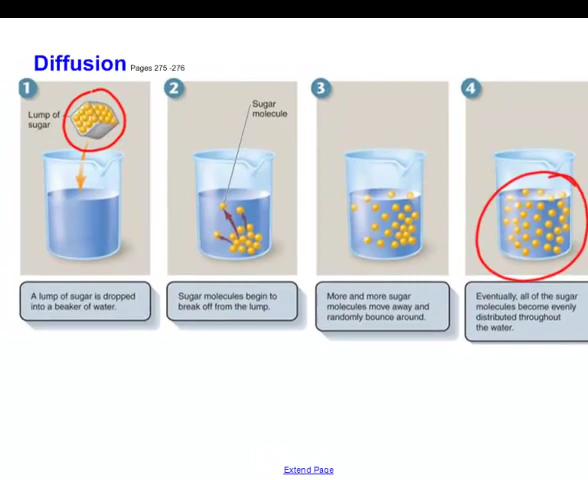 Diffusion Pages 275 -276
1
2
3
4
Lump of
sugar
Sugar
molecule
A lump of sugar is dropped
into a beaker of water.
Sugar molecules begin to
break off from the lump.
More and more sugar
molecules move away and
randomly bounce around.
Eventually, all of the sugar
molecules become evenly
distributed throughout
the water.
Extend Page